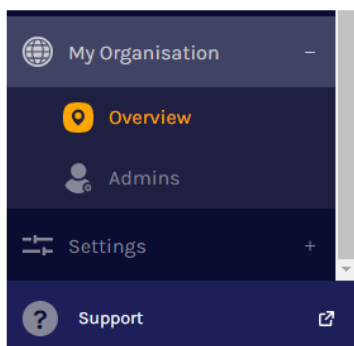 My Organisation –
Overview
Admins
Settings +
? Support